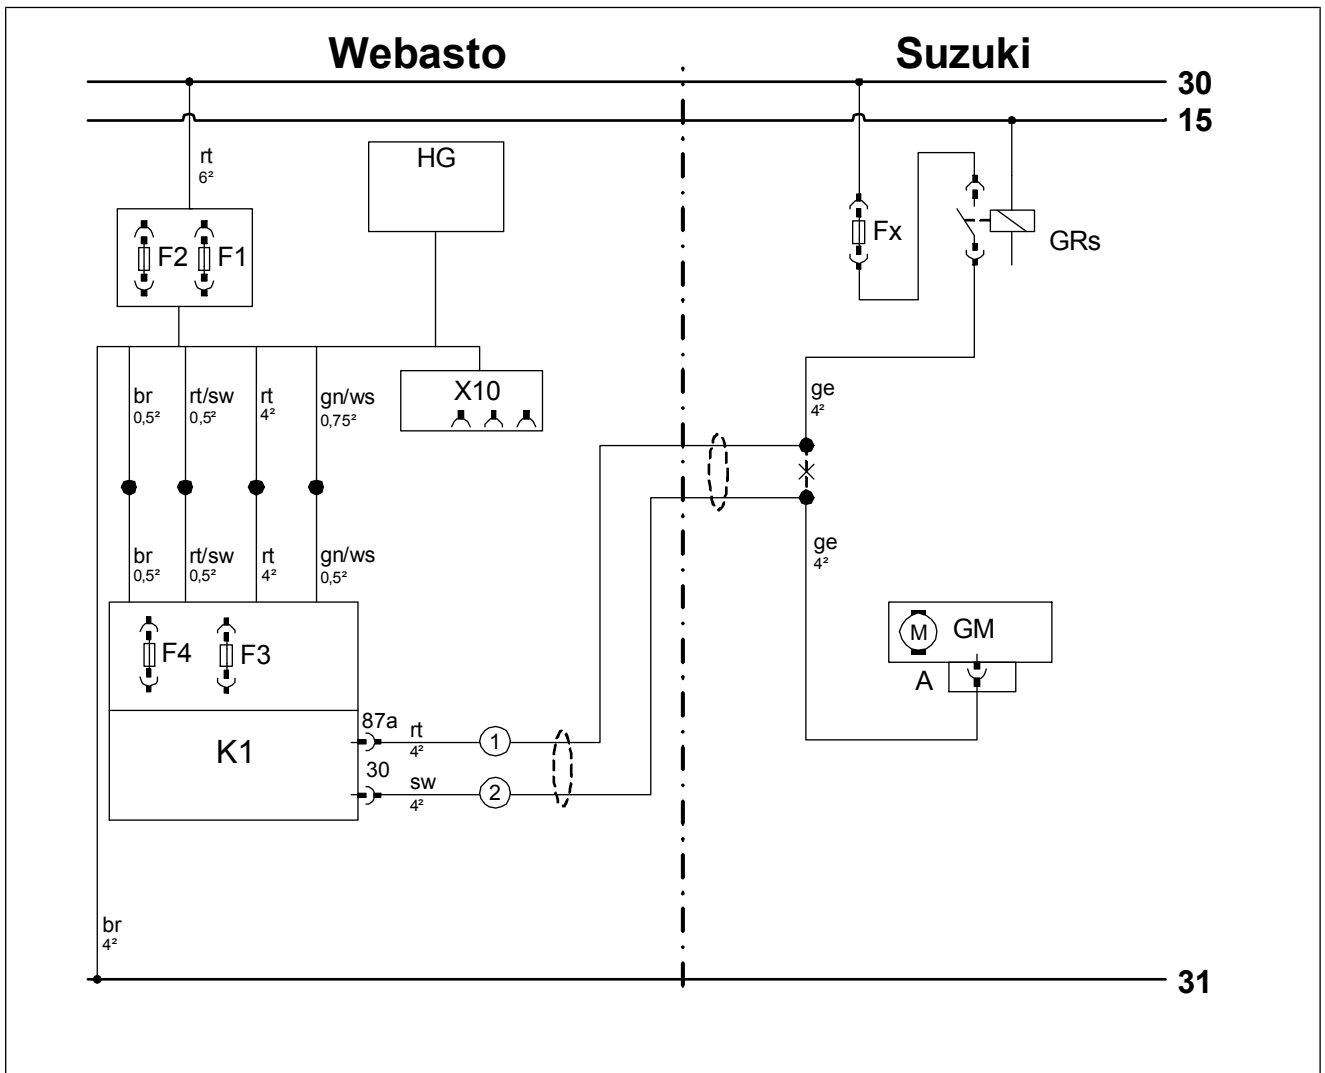 Webasto Suzuki
30
15
rt
6²
HG
F2 F1
Fx
GRs
X10
br rt/sw rt gn/ws
0,5² 0,5² 4² 0,75²
ge
4²
br rt/sw rt gn/ws
0,5² 0,5² 4² 0,5²
ge
4²
F4 F3
M GM
A
K1
87a
rt
4²
1
30
sw
4²
2
br
4²
31